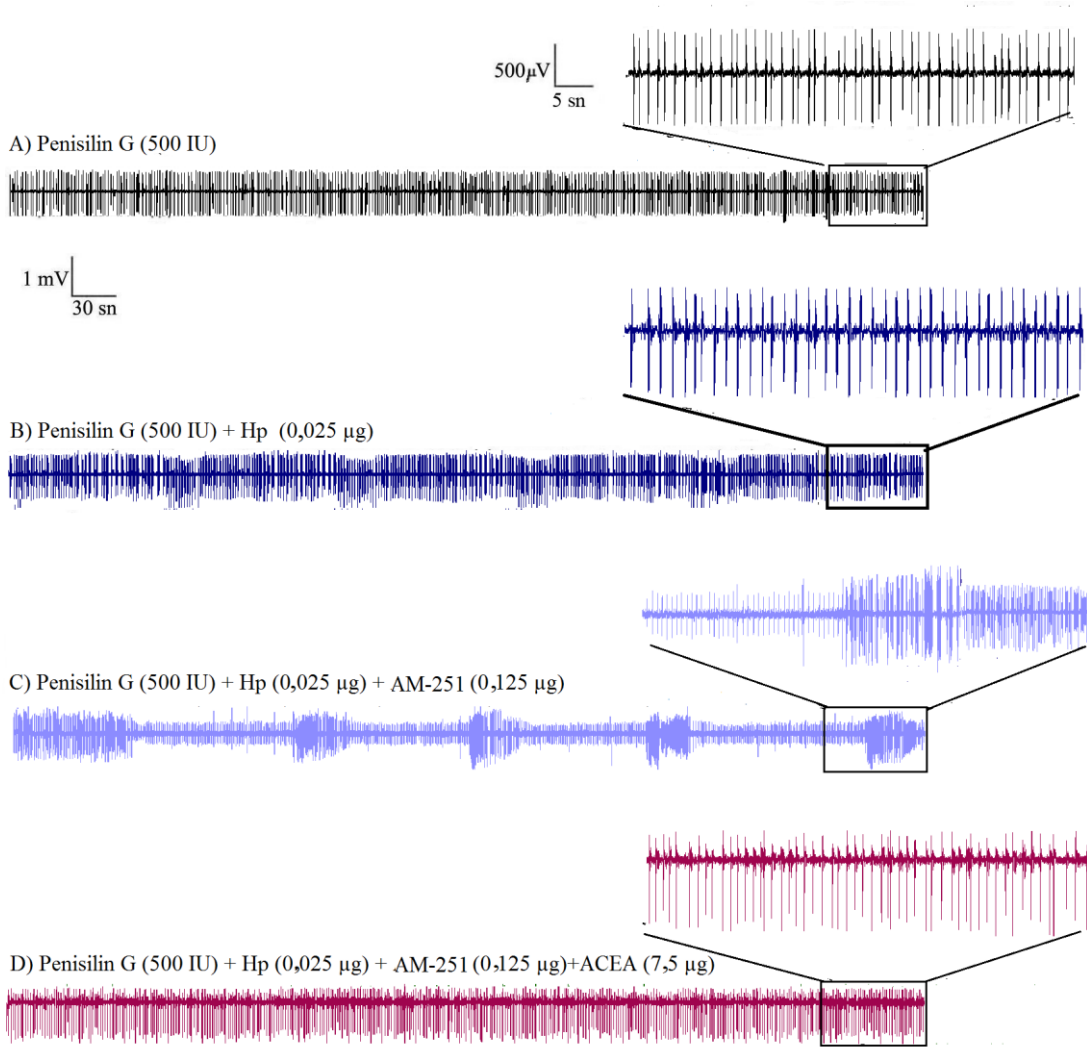 500µV
5 sn
A) Penisilin G (500 IU)
1 mV
30 sn
B) Penisilin G (500 IU) + Hp (0,025 µg)
C) Penisilin G (500 IU) + Hp (0,025 µg) + AM-251 (0,125 µg)
D) Penisilin G (500 IU) + Hp (0,025 µg) + AM-251 (0,125 µg)+ACEA (7,5 µg)